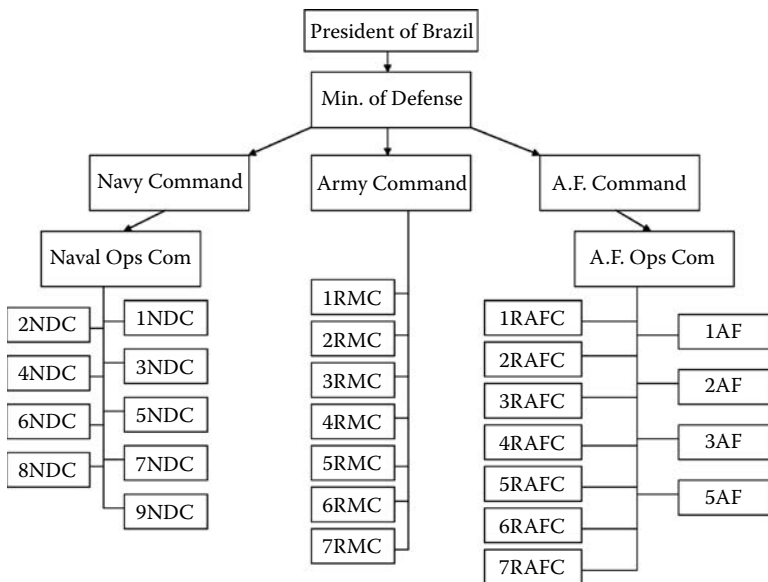 President of Brazil
Min. of Defense
Navy Command
Army Command
A.F. Command
Naval Ops Com
A.F. Ops Com
2NDC
4NDC
6NDC
8NDC
1NDC
3NDC
5NDC
7NDC
9NDC
1RMC
2RMC
3RMC
4RMC
5RMC
6RMC
7RMC
1RAFC
2RAFC
3RAFC
4RAFC
5RAFC
6RAFC
7RAFC
1AF
2AF
3AF
5AF